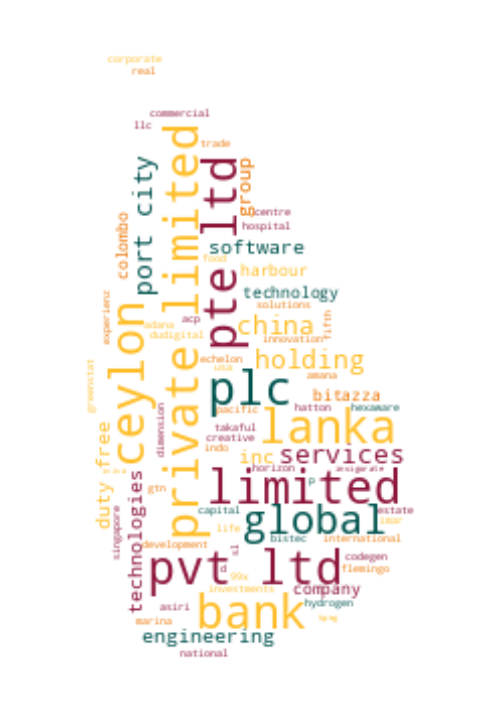 corporate
real
commercial
llc
private limited
trade
port city
pte ltd
group
centre
hospital
colombo
software
food
harbour
technology
experienz
solutions
ceylon
acp
china
fifth
adana
dudigital
innovation
echelon
holding
usa
greenstat
plc
amana
bitazza
pacific
hatton
hexaware
dimension
lanka
takaful
creative
indo
inc
services
horizon
free
duty
technologies
gtn
limited
p
capital
global
estate
singapore
life
bistec
international
development
sl
codegen
pvt ltd
99x
flemingo
investments
company
asiri
bank
hydrogen
marina
engineering
national